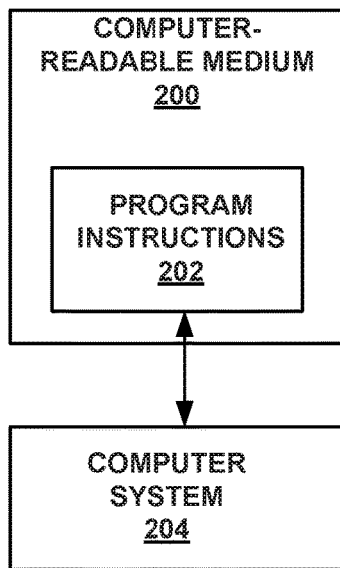 COMPUTER-
READABLE MEDIUM
200
PROGRAM
INSTRUCTIONS
202
COMPUTER
SYSTEM
204